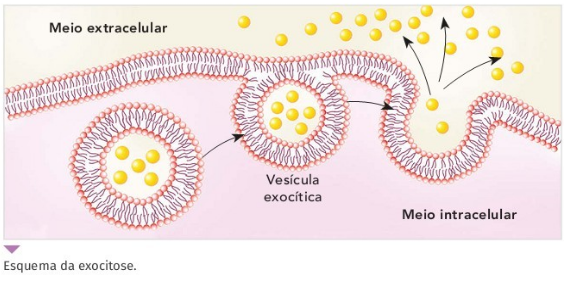 Meio extracelular
Vesícula
exocítica
Meio intracelular
Esquema da exocitose.